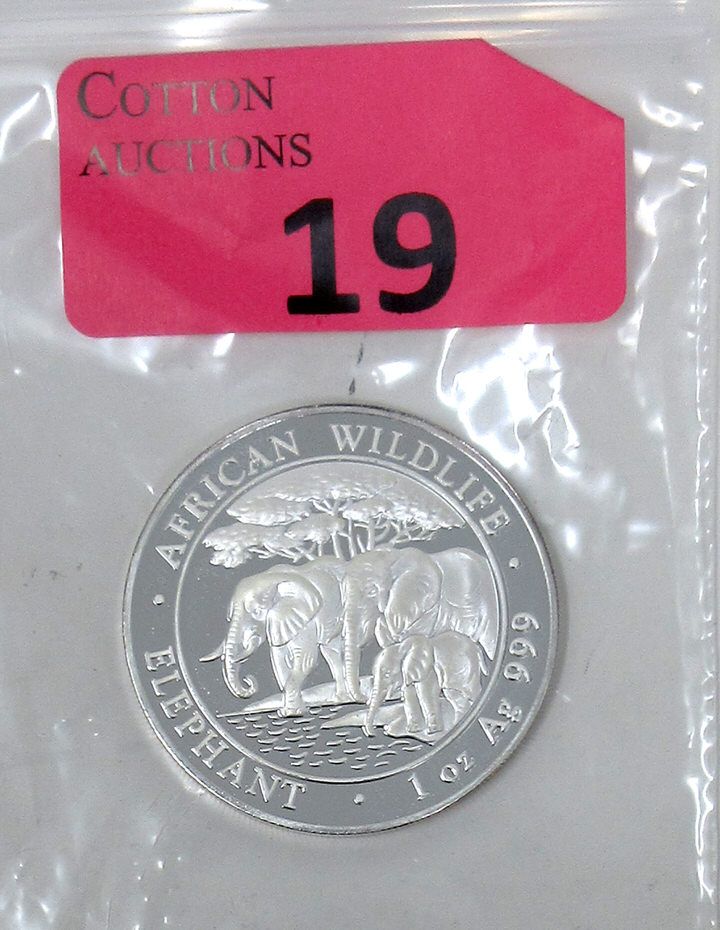 COTTON
AUCTIONS
19
AFRICAN WILDLIFE
ELEPHANT · 1 oz Ag 999